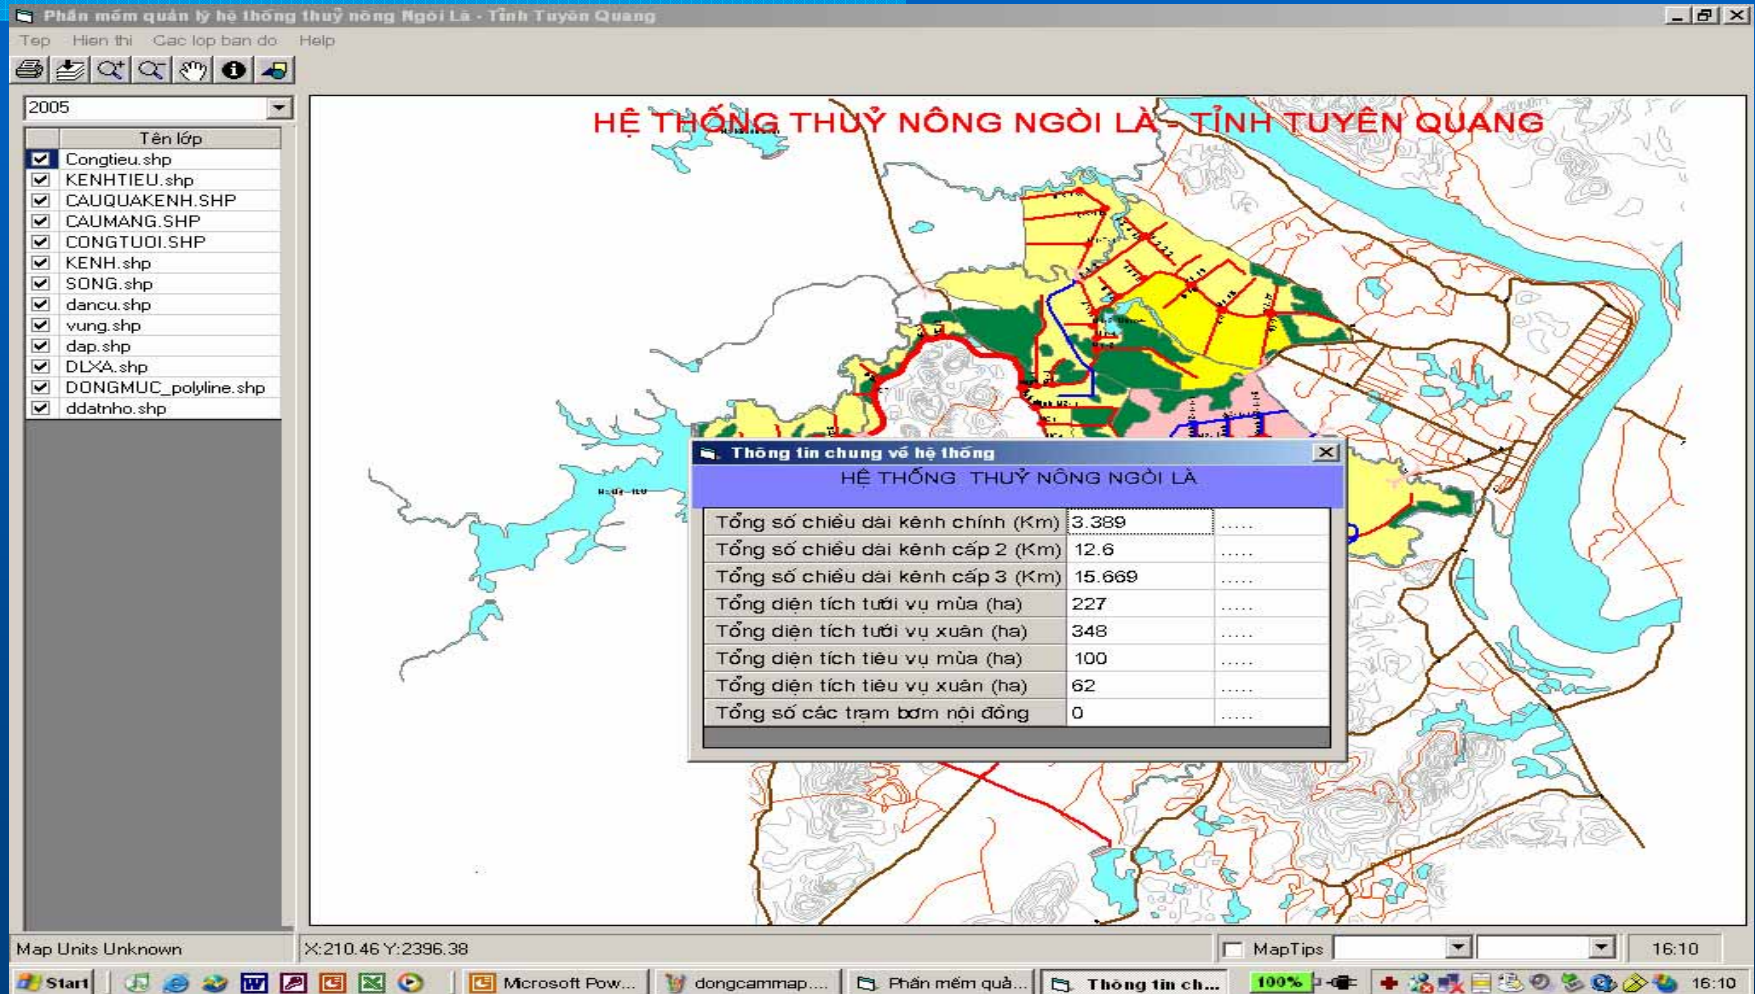 Phần mềm quản lý hệ thống thuỷ nông Ngòi Là - Tỉnh Tuyên Quang
Tep Hien thi Cac lop ban do Help
2005
HỆ THỐNG THUỶ NÔNG NGÒI LÀ - TỈNH TUYÊN QUANG
Tên lớp
Congtieu.shp
KENHTIEU.shp
CAUQUAKENH.SHP
CAUMANG.SHP
CONGTUOI.SHP
KENH.shp
SONG.shp
dancu.shp
vung.shp
dap.shp
DLXA.shp
DONGMUC_polyline.shp
ddatnho.shp
Thông tin chung về hệ thống
HỆ THỐNG THUỶ NÔNG NGÒI LÀ
Tổng số chiều dài kênh chính (Km) 3.389 .....
Tổng số chiều dài kênh cấp 2 (Km) 12.6 .....
Tổng số chiều dài kênh cấp 3 (Km) 15.669 .....
Tổng diện tích tưới vụ mùa (ha) 227 .....
Tổng diện tích tưới vụ xuân (ha) 348 .....
Tổng diện tích tiêu vụ mùa (ha) 100 .....
Tổng diện tích tiêu vụ xuân (ha) 62 .....
Tổng số các trạm bơm nội đồng 0 .....
Map Units Unknown X:210.46 Y:2396.38 MapTips 16:10
Start Microsoft Pow... dongcammap.... Phần mềm quả... Thông tin ch... 100% 16:10